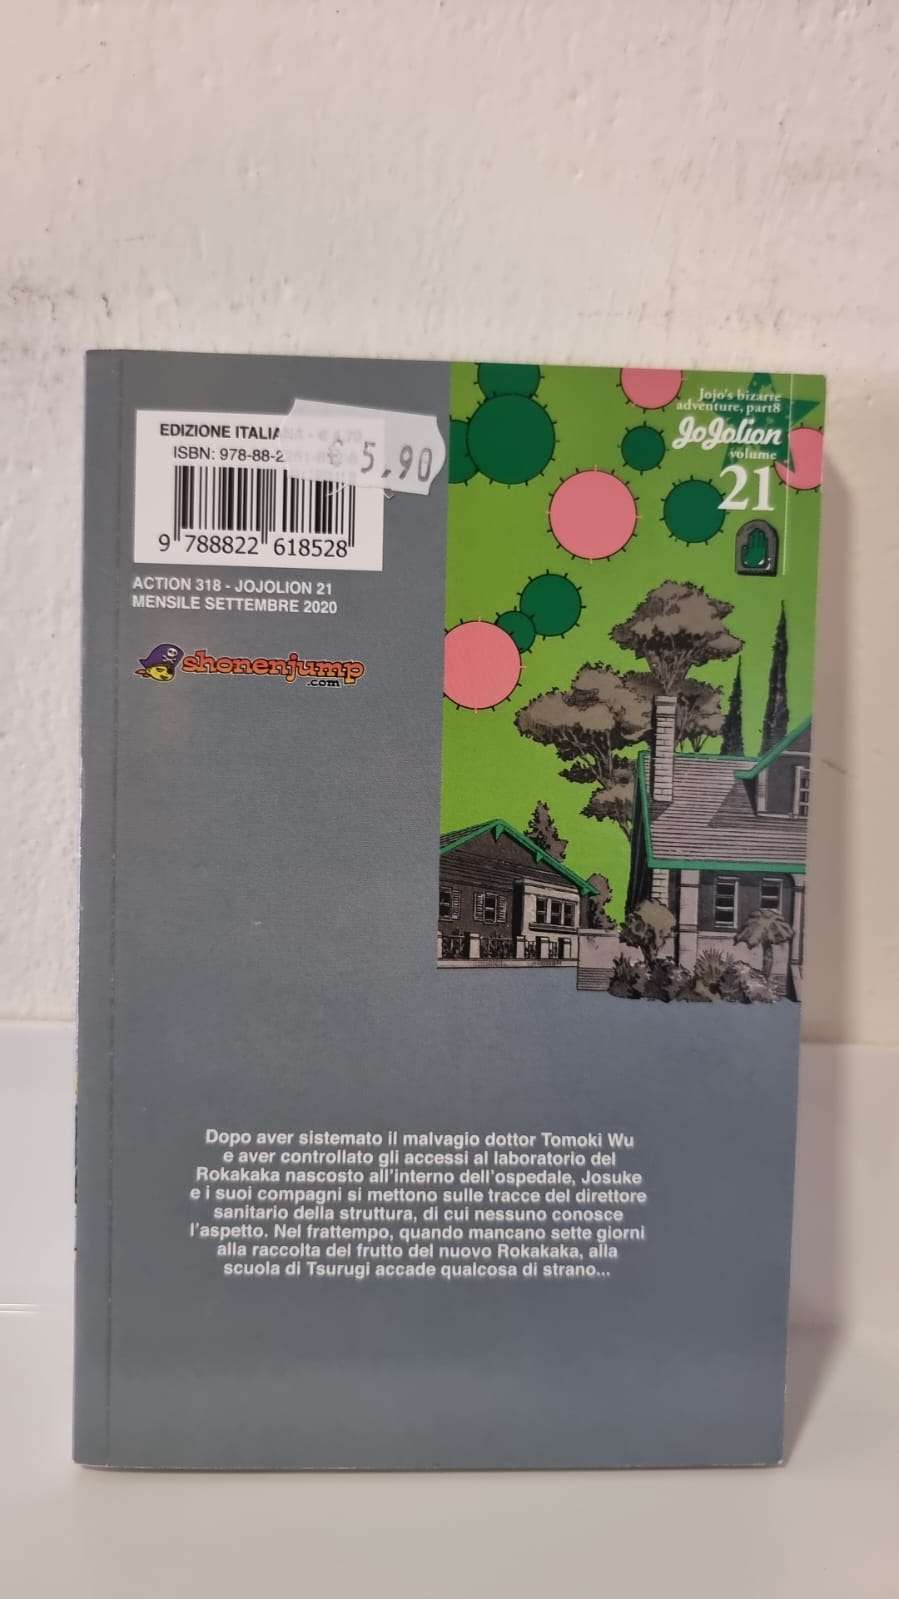 EDIZIONE ITALIANA
€ 5,90
ISBN: 978-88-2
9 788822 618528
ACTION 318 - JOJOLION 21
MENSILE SETTEMBRE 2020
shonenjump
.com
Jojo's bizarre
adventure, part8
JoJolion
volume
21
Dopo aver sistemato il malvagio dottor Tomoki Wu
e aver controllato gli accessi al laboratorio del
Rokakaka nascosto all'interno dell'ospedale, Josuke
e i suoi compagni si mettono sulle tracce del direttore
sanitario della struttura, di cui nessuno conosce
l'aspetto. Nel frattempo, quando mancano sette giorni
alla raccolta del frutto del nuovo Rokakaka, alla
scuola di Tsurugi accade qualcosa di strano...